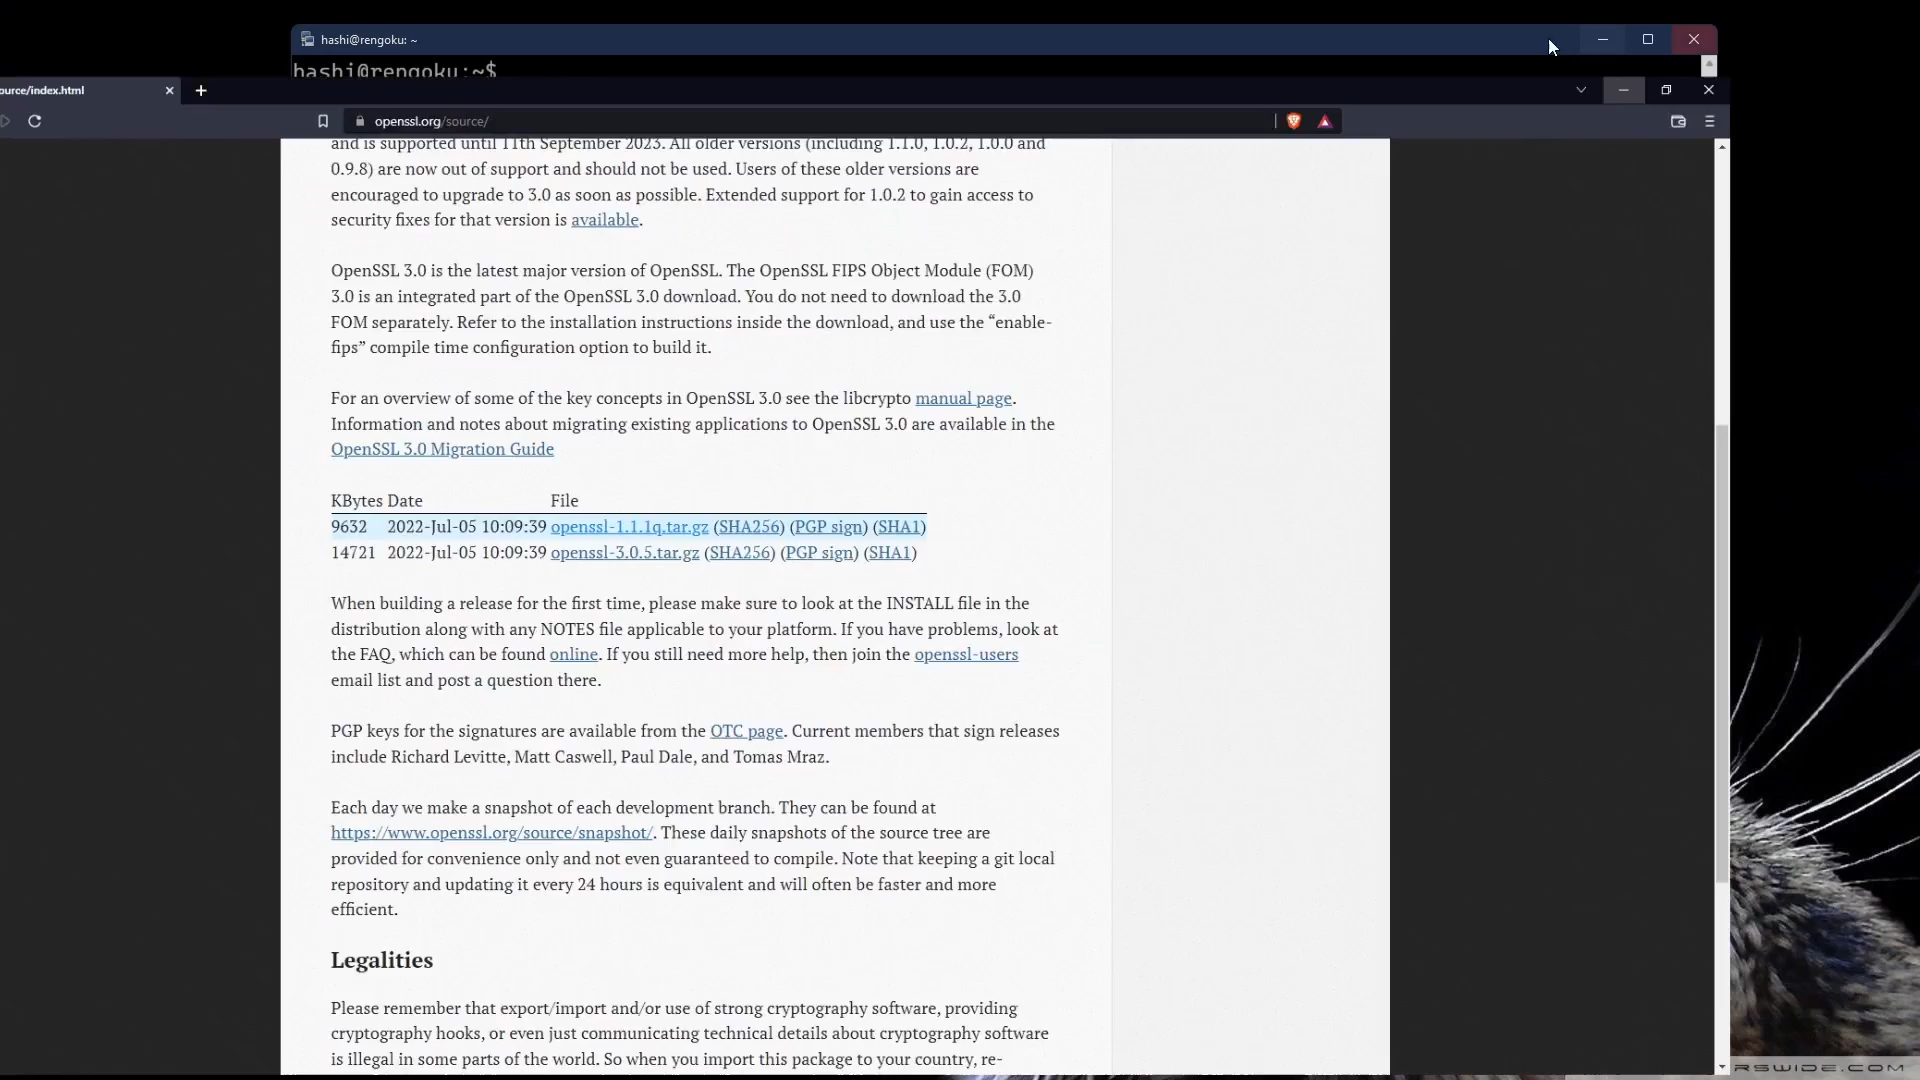 hashi@rengoku: ~
hashi@rengoku:~$
ource/index.html
openssl.org/source/
and is supported until 11th September 2023. All older versions (including 1.1.0, 1.0.2, 1.0.0 and
0.9.8) are now out of support and should not be used. Users of these older versions are
encouraged to upgrade to 3.0 as soon as possible. Extended support for 1.0.2 to gain access to
security fixes for that version is available.
OpenSSL 3.0 is the latest major version of OpenSSL. The OpenSSL FIPS Object Module (FOM)
3.0 is an integrated part of the OpenSSL 3.0 download. You do not need to download the 3.0
FOM separately. Refer to the installation instructions inside the download, and use the “enable-
fips” compile time configuration option to build it.
For an overview of some of the key concepts in OpenSSL 3.0 see the libcrypto manual page.
Information and notes about migrating existing applications to OpenSSL 3.0 are available in the
OpenSSL 3.0 Migration Guide
KBytes Date File
9632 2022-Jul-05 10:09:39 openssl-1.1.1q.tar.gz (SHA256) (PGP sign) (SHA1)
14721 2022-Jul-05 10:09:39 openssl-3.0.5.tar.gz (SHA256) (PGP sign) (SHA1)
When building a release for the first time, please make sure to look at the INSTALL file in the
distribution along with any NOTES file applicable to your platform. If you have problems, look at
the FAQ, which can be found online. If you still need more help, then join the openssl-users
email list and post a question there.
PGP keys for the signatures are available from the OTC page. Current members that sign releases
include Richard Levitte, Matt Caswell, Paul Dale, and Tomas Mraz.
Each day we make a snapshot of each development branch. They can be found at
https://www.openssl.org/source/snapshot/. These daily snapshots of the source tree are
provided for convenience only and not even guaranteed to compile. Note that keeping a git local
repository and updating it every 24 hours is equivalent and will often be faster and more
efficient.
Legalities
Please remember that export/import and/or use of strong cryptography software, providing
cryptography hooks, or even just communicating technical details about cryptography software
is illegal in some parts of the world. So when you import this package to your country, re-
RSWIDE.COM